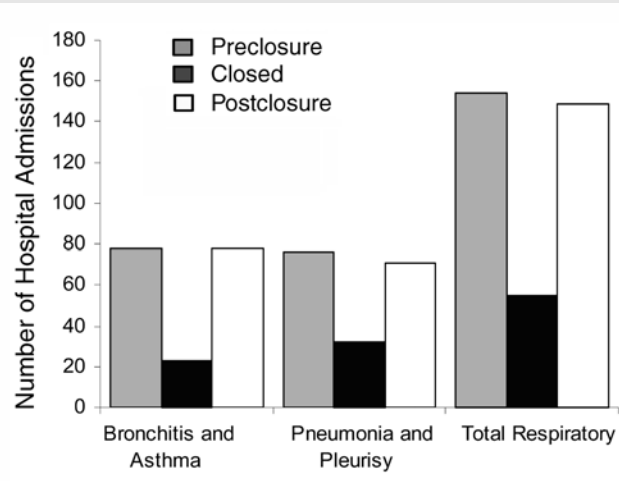 180
160
140
120
100
80
60
40
20
0
Number of Hospital Admissions
Preclosure
Closed
Postclosure
Bronchitis and
Asthma
Pneumonia and
Pleurisy
Total Respiratory